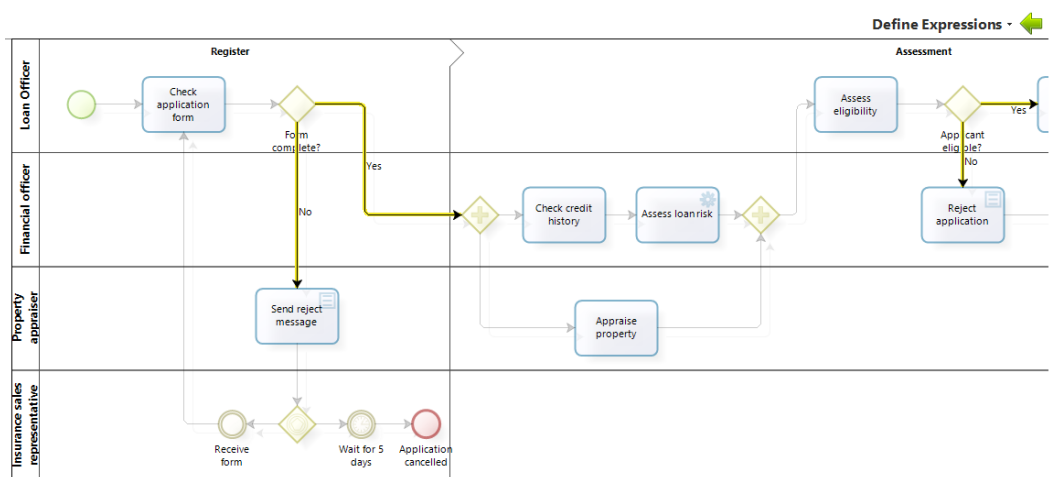 Define Expressions
Register
Assessment
Loan Officer
Check
application
form
Form
complete?
Yes
No
Assess
eligibility
Applicant
eligible?
Yes
No
Financial officer
Check credit
history
Assess loan risk
Reject
application
Property
appraiser
Send reject
message
Appraise
property
Insurance sales
representative
Receive
form
Wait for 5
days
Application
cancelled